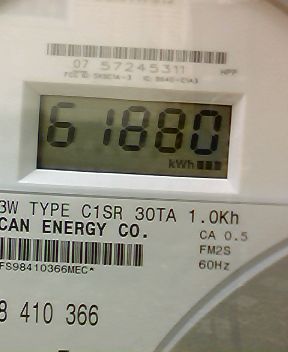 07 57245311
HPP
61880
kWh
3W TYPE C1SR 30TA 1.0Kh
CAN ENERGY CO.
CA 0.5
FM2S
60Hz
FS98410366MEC*
8 410 366